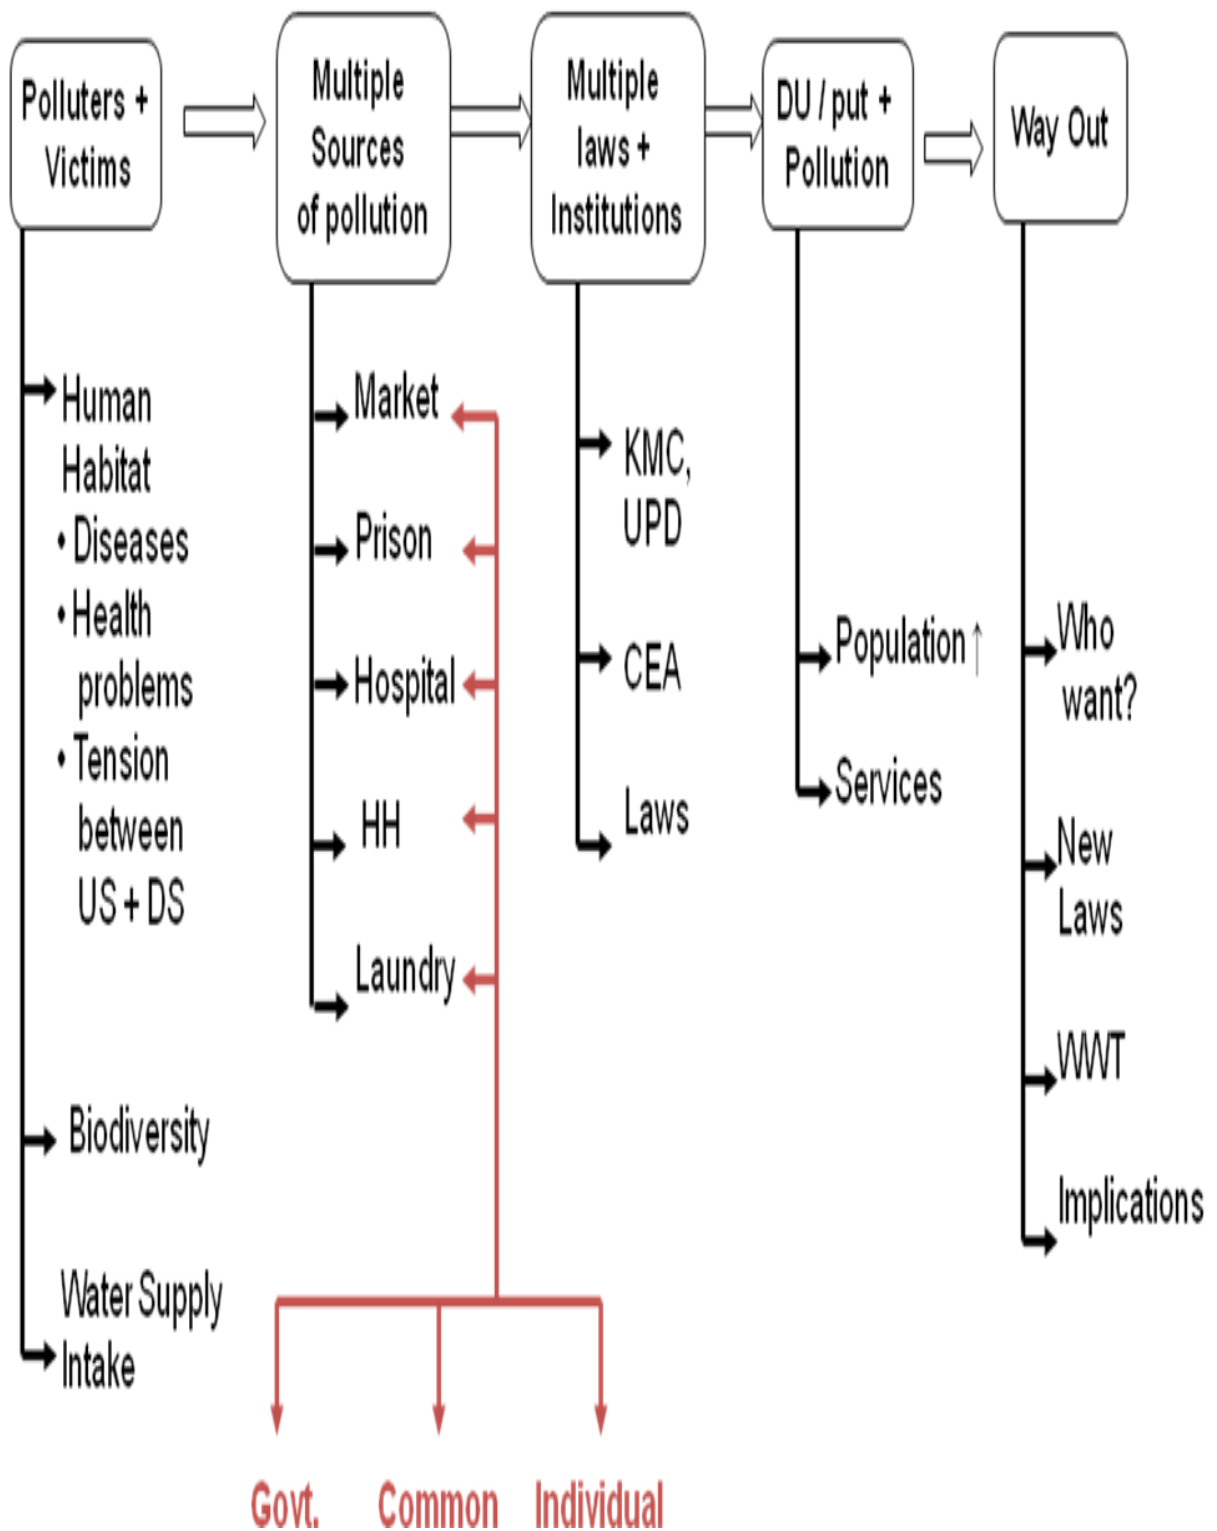 Polluters +
Victims
Multiple
Sources
of pollution
Multiple
laws +
Institutions
DU / put +
Pollution
Way Out
Human
Habitat
• Diseases
• Health
problems
• Tension
between
US + DS
Biodiversity
Water Supply
Intake
Market
Prison
Hospital
HH
Laundry
KMC,
UPD
CEA
Laws
Population ↑
Services
Who
want?
New
Laws
WWT
Implications
Govt.
Common
Individual